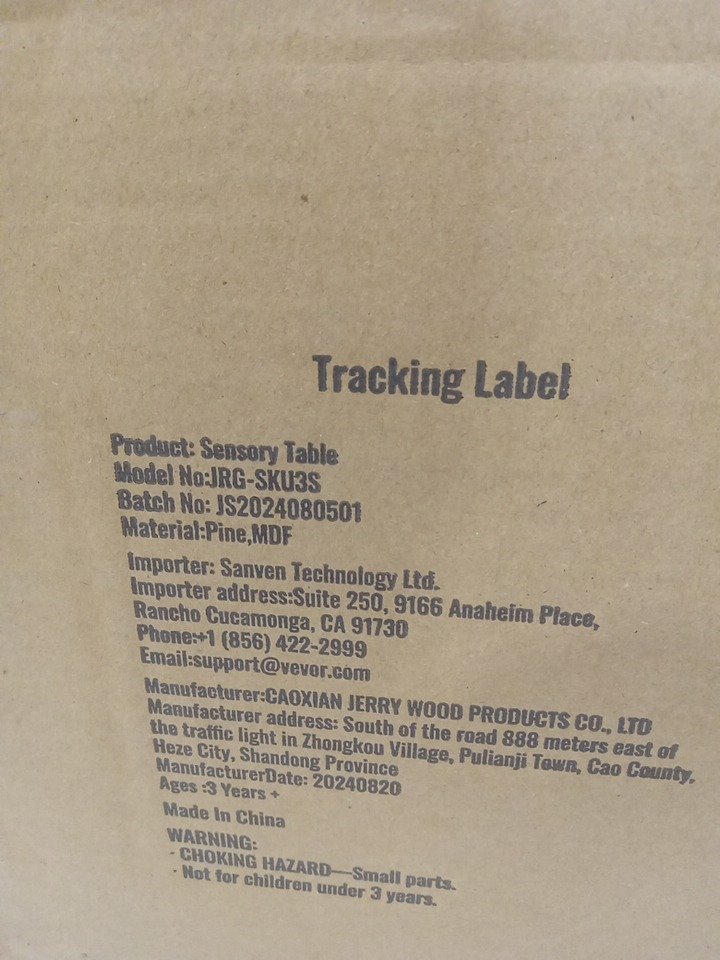 Tracking Label
Product: Sensory Table
Model No:JRG-SKU3S
Batch No: JS2024080501
Material:Pine,MDF
Importer: Sanven Technology Ltd.
Importer address:Suite 250, 9166 Anaheim Place,
Rancho Cucamonga, CA 91730
Phone:+1 (856) 422-2999
Email:support@vevor.com
Manufacturer:CAOXIAN JERRY WOOD PRODUCTS CO., LTD
Manufacturer address: South of the road 888 meters east of
the traffic light in Zhongkou Village, Pulianji Town, Cao County,
Heze City, Shandong Province
ManufacturerDate: 20240820
Ages :3 Years +
Made In China
WARNING:
- CHOKING HAZARD—Small parts.
- Not for children under 3 years.